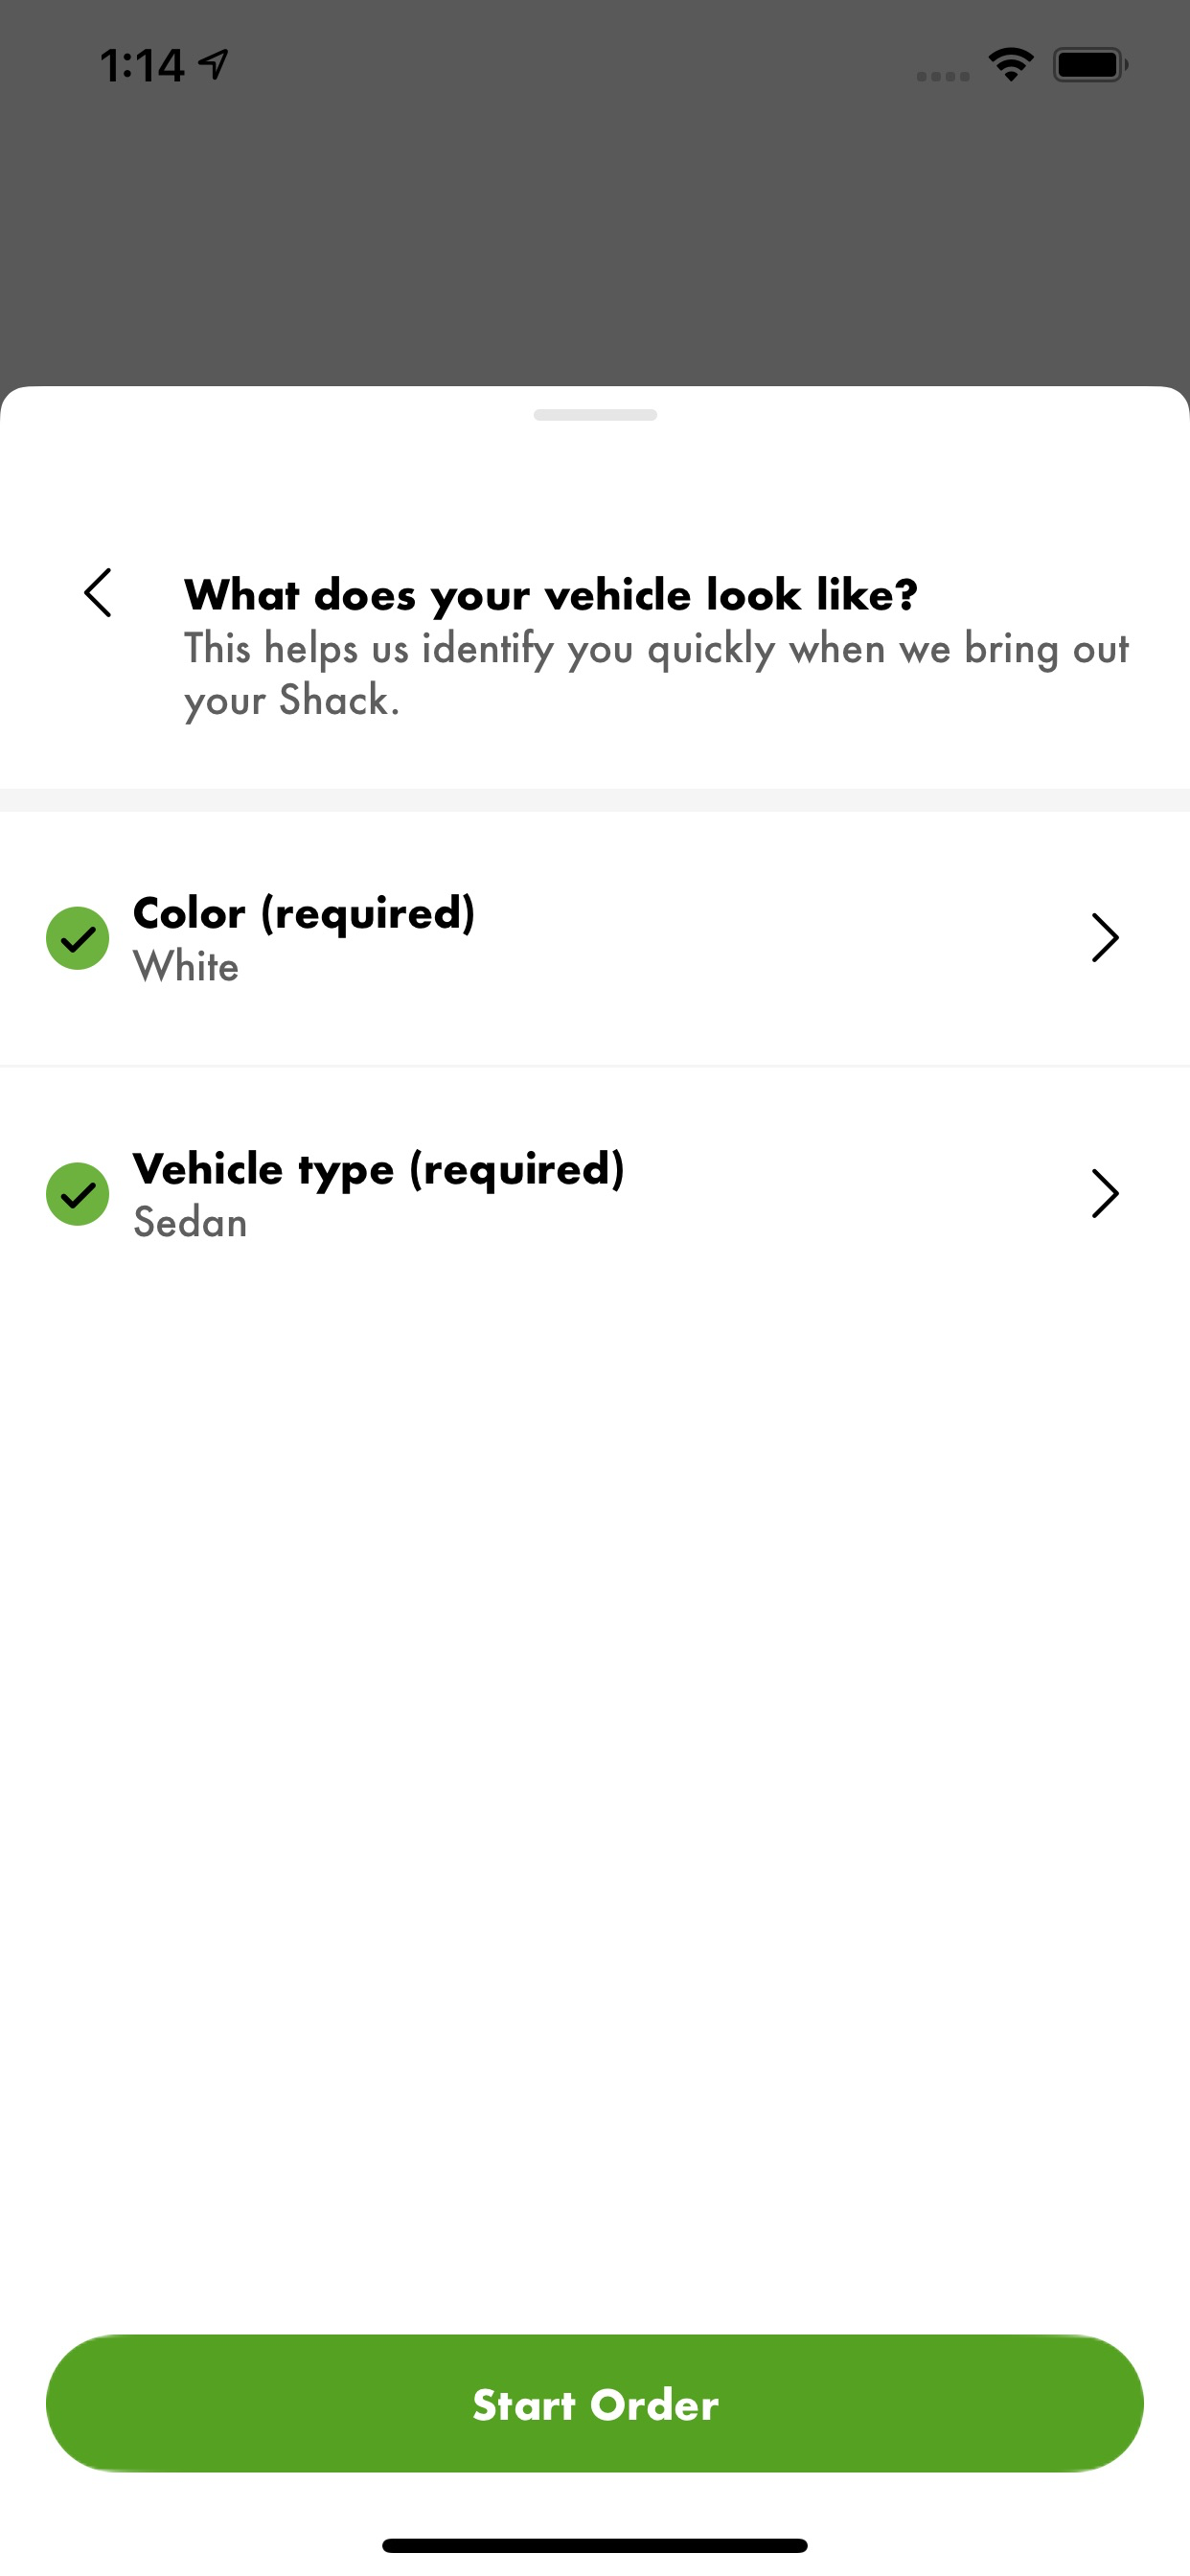 1:14
What does your vehicle look like?
This helps us identify you quickly when we bring out
your Shack.
Color (required)
White
Vehicle type (required)
Sedan
Start Order